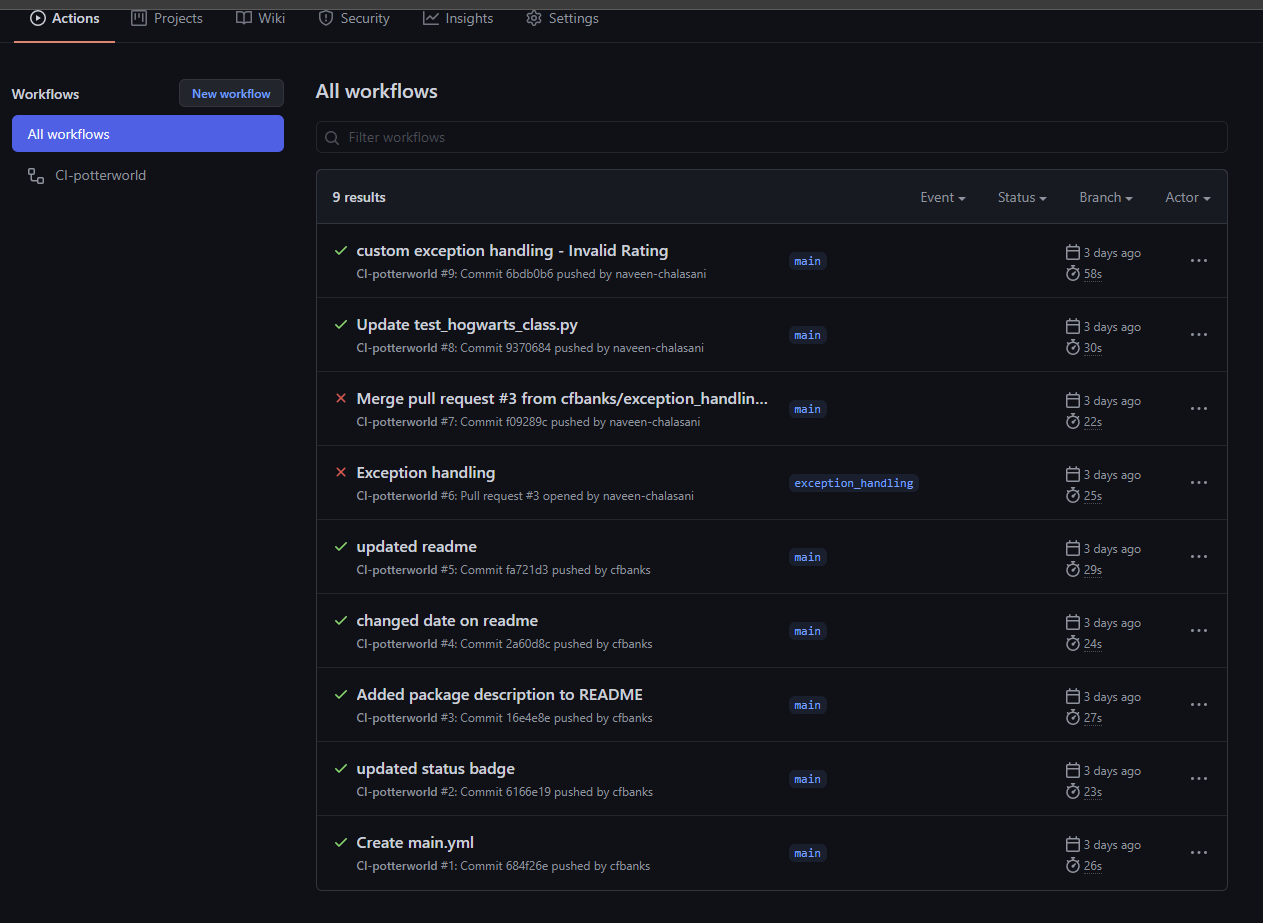 Actions Projects Wiki Security Insights Settings
Workflows
New workflow
All workflows
CI-potterworld
All workflows
Filter workflows
9 results Event Status Branch Actor
custom exception handling - Invalid Rating
CI-potterworld #9: Commit 6bdb0b6 pushed by naveen-chalasani
main
3 days ago
58s
Update test_hogwarts_class.py
CI-potterworld #8: Commit 9370684 pushed by naveen-chalasani
main
3 days ago
30s
Merge pull request #3 from cfbanks/exception_handlin...
CI-potterworld #7: Commit f09289c pushed by naveen-chalasani
main
3 days ago
22s
Exception handling
CI-potterworld #6: Pull request #3 opened by naveen-chalasani
exception_handling
3 days ago
25s
updated readme
CI-potterworld #5: Commit fa721d3 pushed by cfbanks
main
3 days ago
29s
changed date on readme
CI-potterworld #4: Commit 2a60d8c pushed by cfbanks
main
3 days ago
24s
Added package description to README
CI-potterworld #3: Commit 16e4e8e pushed by cfbanks
main
3 days ago
27s
updated status badge
CI-potterworld #2: Commit 6166e19 pushed by cfbanks
main
3 days ago
23s
Create main.yml
CI-potterworld #1: Commit 684f26e pushed by cfbanks
main
3 days ago
26s